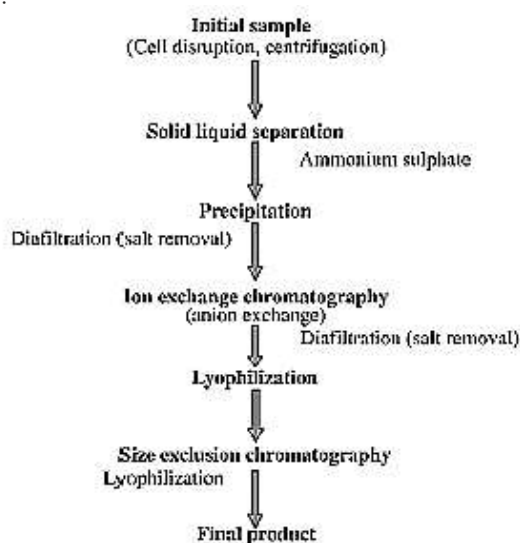 Initial sample
(Cell disruption, centrifugation)
Solid liquid separation
Ammonium sulphate
Precipitation
Diafiltration (salt removal)
Ion exchange chromatography
(anion exchange)
Diafiltration (salt removal)
Lyophilization
Size exclusion chromatography
Lyophilization
Final product